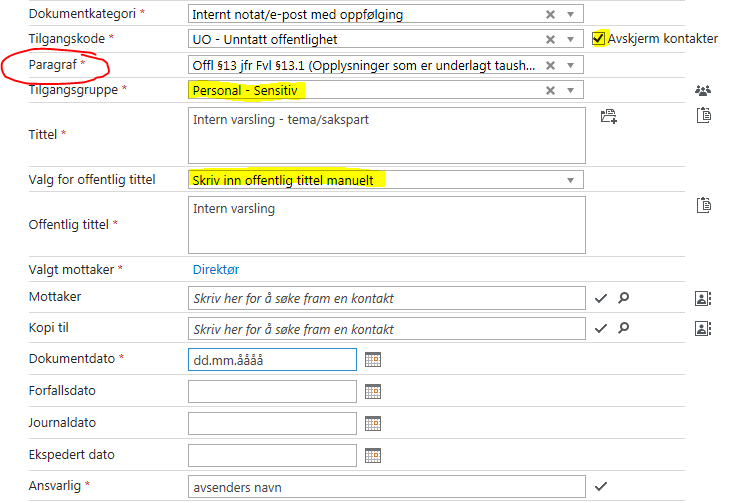 Dokumentkategori * Internt notat/e-post med oppfølging
Tilgangskode * UO - Unntatt offentlighet Avskjerm kontakter
Paragraf * Offl §13 jfr Fvl §13.1 (Opplysninger som er underlagt taush...
Tilgangsgruppe * Personal - Sensitiv
Tittel * Intern varsling - tema/sakspart
Valg for offentlig tittel Skriv inn offentlig tittel manuelt
Offentlig tittel * Intern varsling
Valgt mottaker * Direktør
Mottaker Skriv her for å søke fram en kontakt
Kopi til Skriv her for å søke fram en kontakt
Dokumentdato * dd.mm.åååå
Forfallsdato
Journaldato
Ekspedert dato
Ansvarlig * avsenders navn